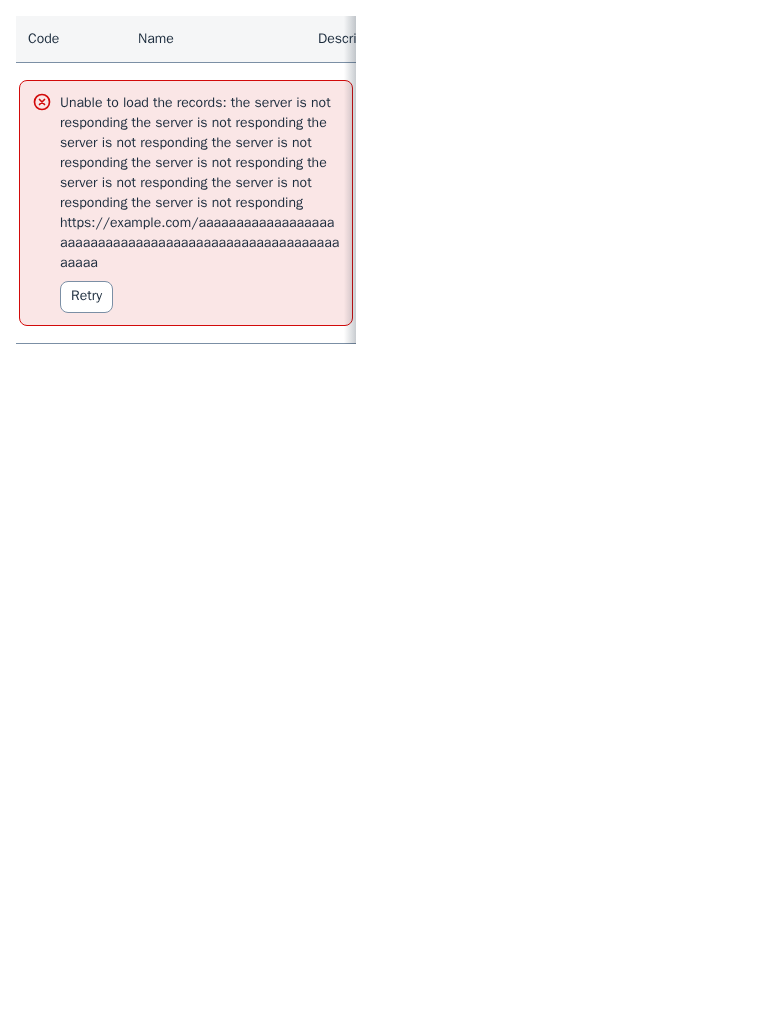 Code Name Descri
Unable to load the records: the server is not
responding the server is not responding the
server is not responding the server is not
responding the server is not responding the
server is not responding the server is not
responding the server is not responding
https://example.com/aaaaaaaaaaaaaaaaaa
aaaaaaaaaaaaaaaaaaaaaaaaaaaaaaaaaaaaa
aaaaa
Retry